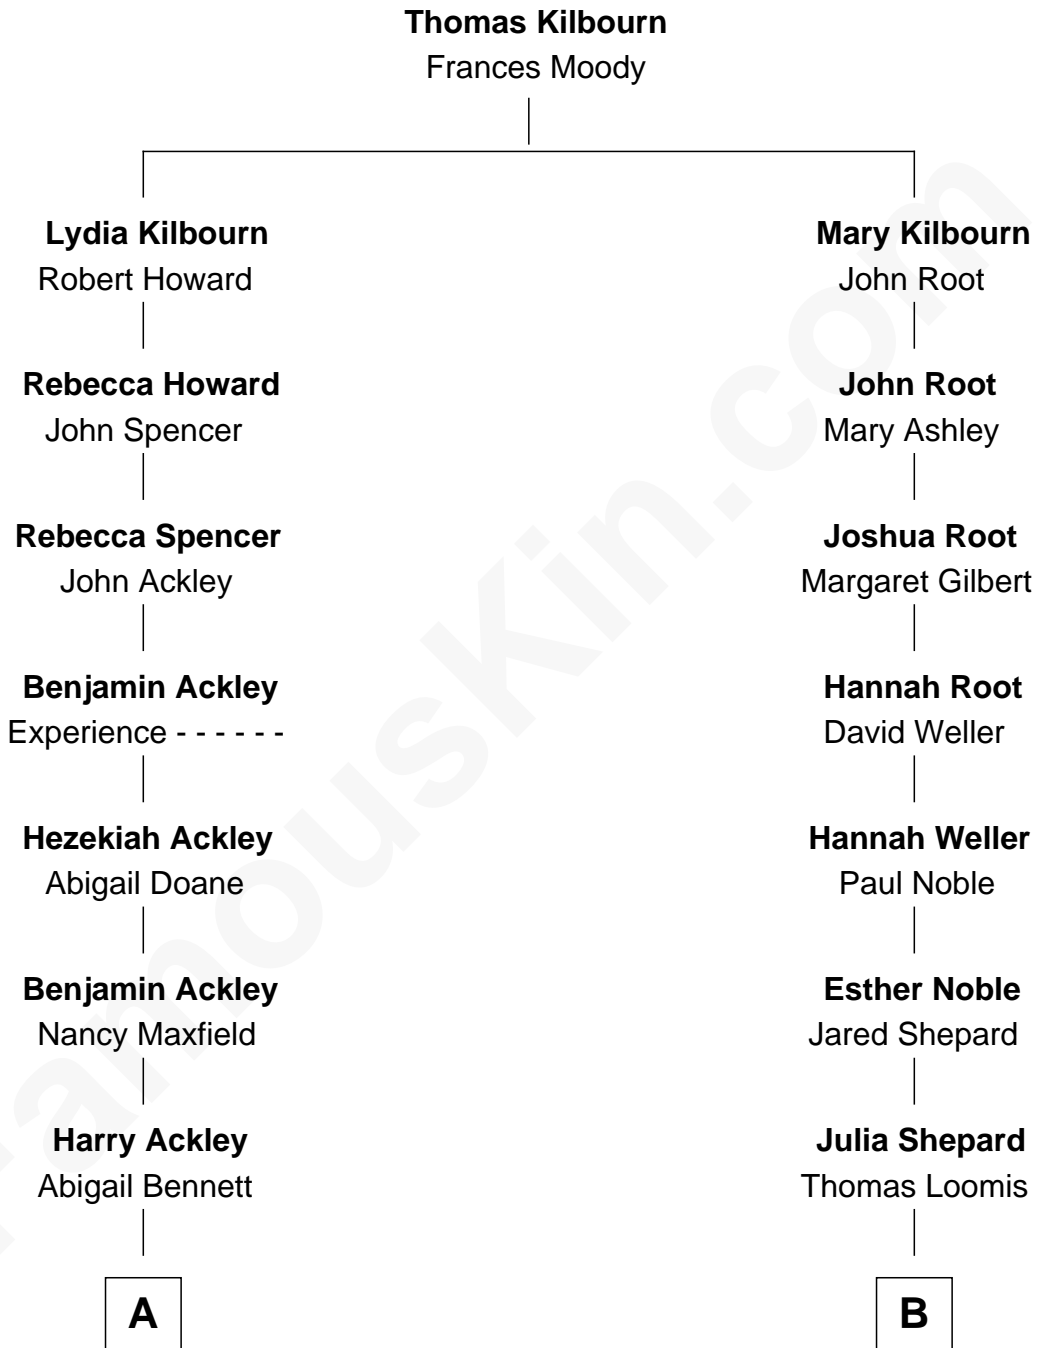 Thomas Kilbourn
Frances Moody
Lydia Kilbourn
Robert Howard
Mary Kilbourn
John Root
Rebecca Howard
John Spencer
John Root
Mary Ashley
Rebecca Spencer
John Ackley
Joshua Root
Margaret Gilbert
Benjamin Ackley
Experience - - - - - -
Hannah Root
David Weller
Hezekiah Ackley
Abigail Doane
Hannah Weller
Paul Noble
Benjamin Ackley
Nancy Maxfield
Esther Noble
Jared Shepard
Harry Ackley
Abigail Bennett
Julia Shepard
Thomas Loomis
A
B
FamousKin.com